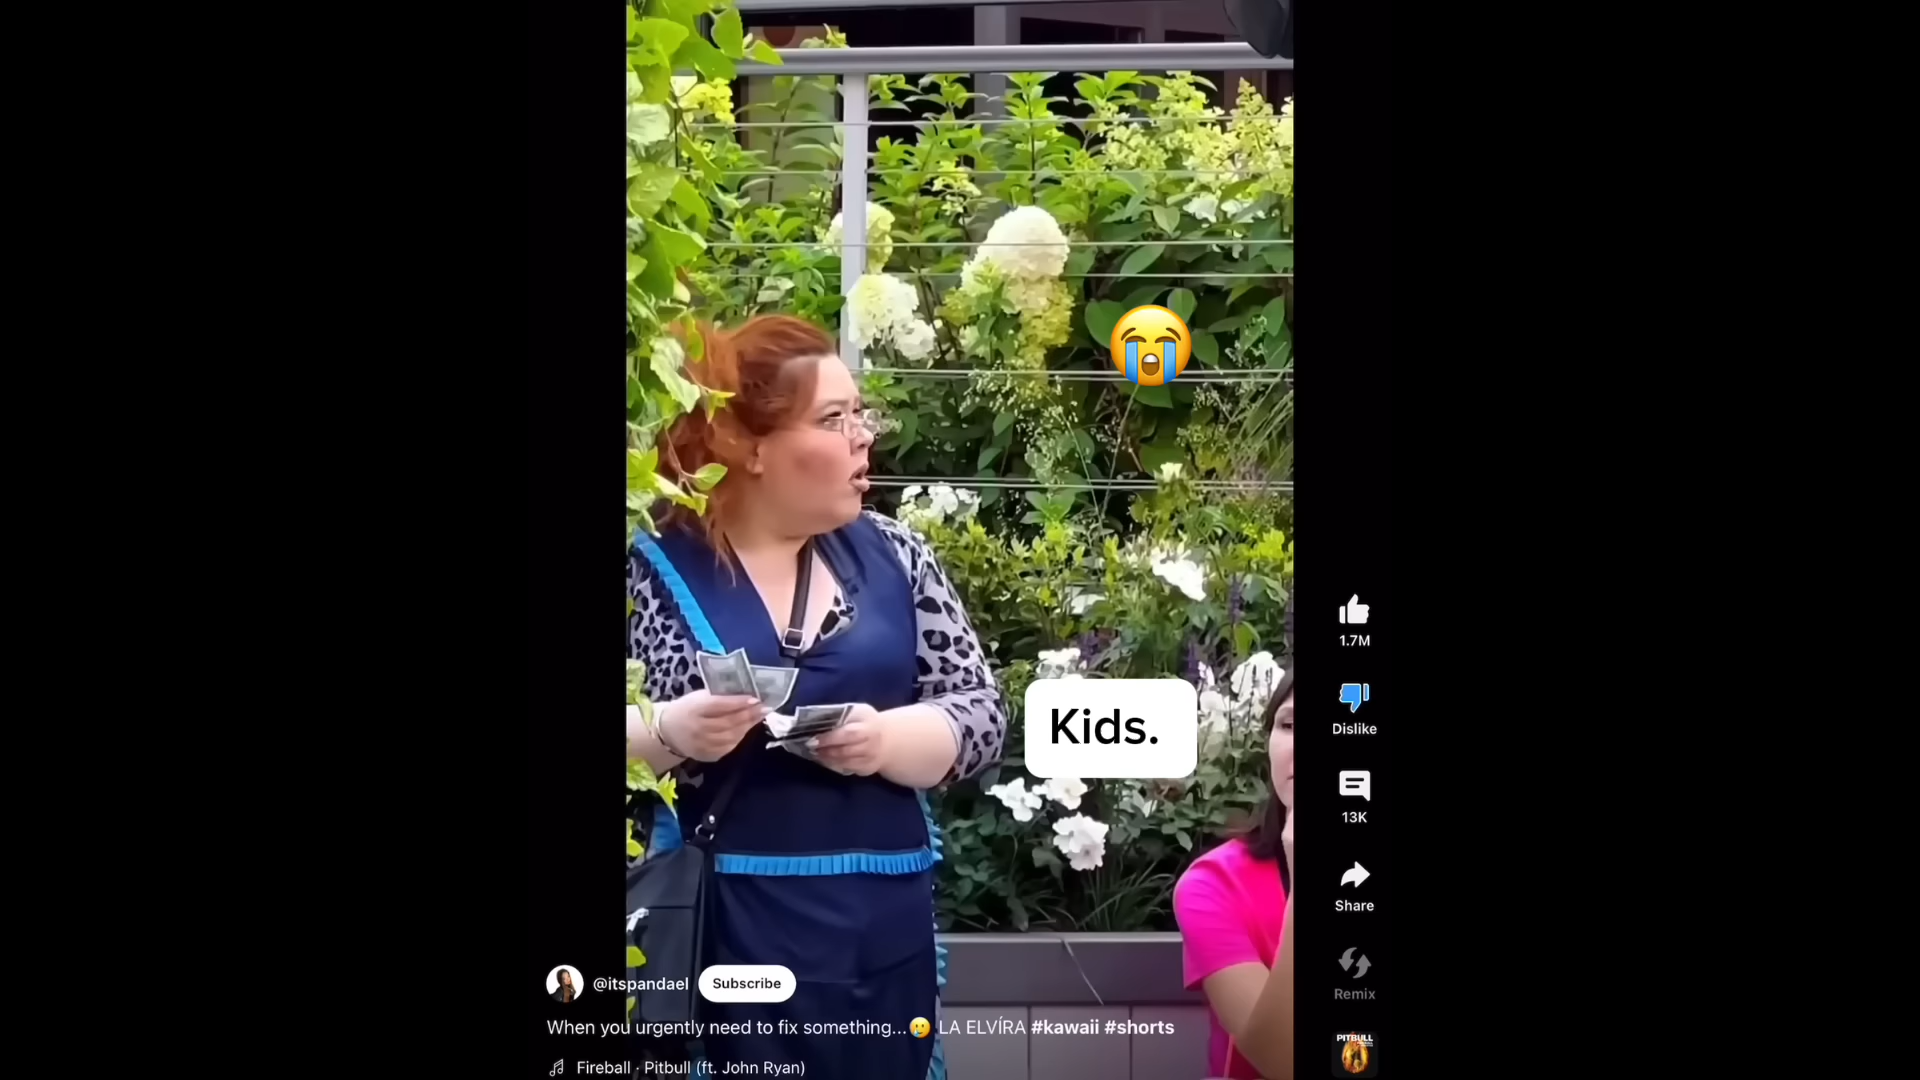 Kids.
1.7M
Dislike
13K
Share
Remix
PITBULL
@itspandael Subscribe
When you urgently need to fix something...🥲 LA ELVÍRA #kawaii #shorts
Fireball · Pitbull (ft. John Ryan)